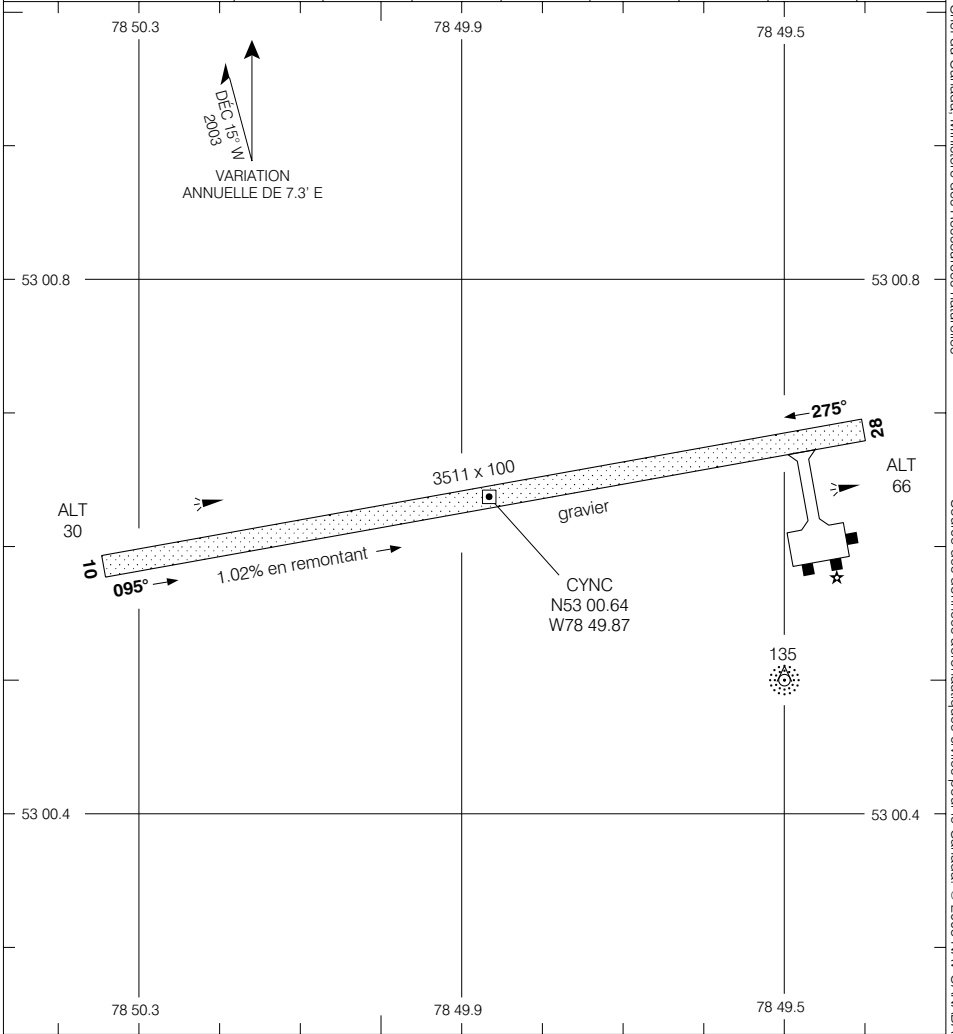 78 50.3
78 49.9
78 49.5
DÉC 15° W
2003
VARIATION
ANNUELLE DE 7.3' E
53 00.8
53 00.8
275°
28
3511 x 100
ALT
66
gravier
ALT
30
10
095°
1.02% en remontant
CYNC
N53 00.64
W78 49.87
135
53 00.4
53 00.4
78 50.3
78 49.9
78 49.5